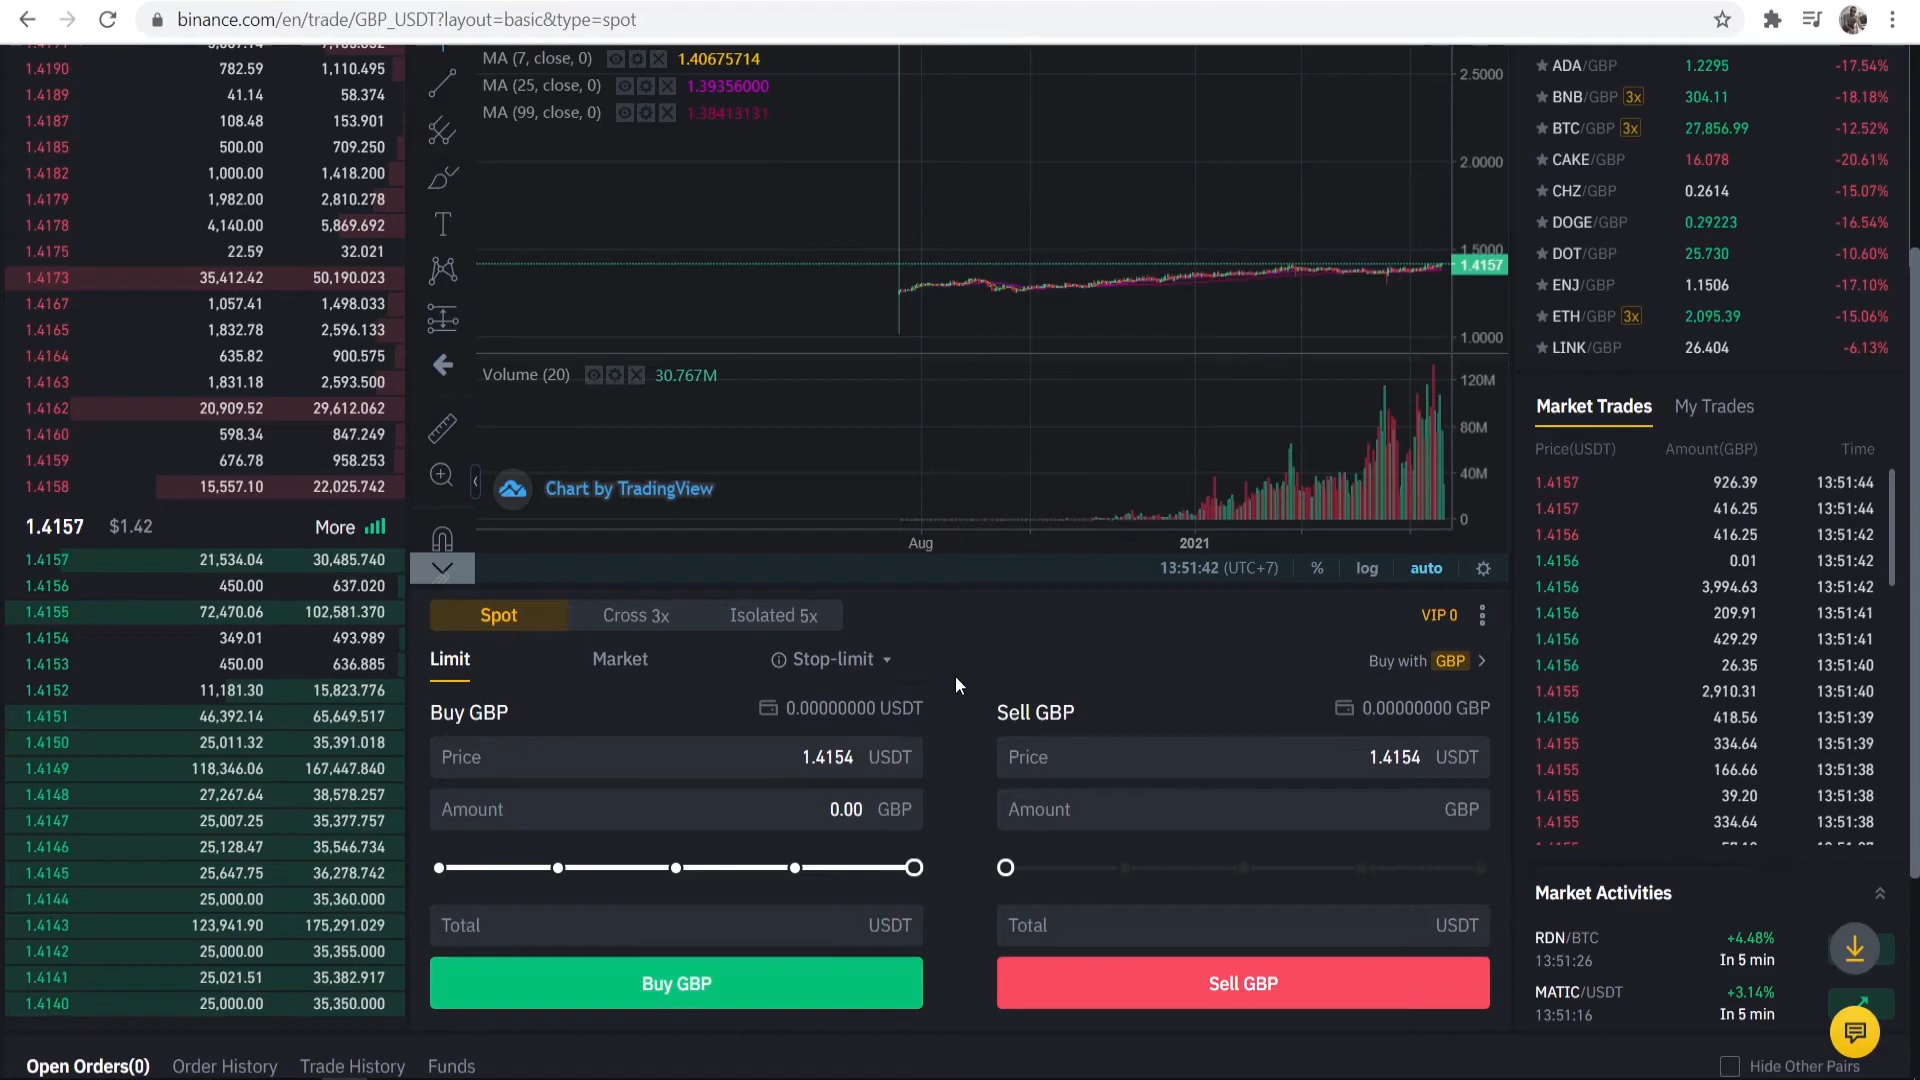 binance.com/en/trade/GBP_USDT?layout=basic&type=spot
1.4190 782.59 1,110.495
1.4189 41.14 58.374
1.4187 108.48 153.901
1.4185 500.00 709.250
1.4182 1,000.00 1,418.200
1.4179 1,982.00 2,810.278
1.4178 4,140.00 5,869.692
1.4175 22.59 32.021
1.4173 35,412.42 50,190.023
1.4167 1,057.41 1,498.033
1.4165 1,832.78 2,596.133
1.4164 635.82 900.575
1.4163 1,831.18 2,593.500
1.4162 20,909.52 29,612.062
1.4160 598.34 847.249
1.4159 676.78 958.253
1.4158 15,557.10 22,025.742
1.4157 $1.42 More
1.4157 21,534.04 30,485.740
1.4156 450.00 637.020
1.4155 72,470.06 102,581.370
1.4154 349.01 493.989
1.4153 450.00 636.885
1.4152 11,181.30 15,823.776
1.4151 46,392.14 65,649.517
1.4150 25,011.32 35,391.018
1.4149 118,346.06 167,447.840
1.4148 27,267.64 38,578.257
1.4147 25,007.25 35,377.757
1.4146 25,128.47 35,546.734
1.4145 25,647.75 36,278.742
1.4144 25,000.00 35,360.000
1.4143 123,941.90 175,291.029
1.4142 25,000.00 35,355.000
1.4141 25,021.51 35,382.917
1.4140 25,000.00 35,350.000
MA (7, close, 0) 1.40675714
MA (25, close, 0) 1.39356000
MA (99, close, 0) 1.38413131
2.5000
2.0000
1.5000
1.4157
1.0000
Volume (20) 30.767M
120M
80M
40M
0
Chart by TradingView
Aug 2021
13:51:42 (UTC+7) % log auto
Spot Cross 3x Isolated 5x VIP 0
Limit Market Stop-limit Buy with GBP
Buy GBP 0.00000000 USDT
Price 1.4154 USDT
Amount 0.00 GBP
Total USDT
Buy GBP
Sell GBP 0.00000000 GBP
Price 1.4154 USDT
Amount GBP
Total USDT
Sell GBP
ADA/GBP 1.2295 -17.54%
BNB/GBP 3x 304.11 -18.18%
BTC/GBP 3x 27,856.99 -12.52%
CAKE/GBP 16.078 -20.61%
CHZ/GBP 0.2614 -15.07%
DOGE/GBP 0.29223 -16.54%
DOT/GBP 25.730 -10.60%
ENJ/GBP 1.1506 -17.10%
ETH/GBP 3x 2,095.39 -15.06%
LINK/GBP 26.404 -6.13%
Market Trades My Trades
Price(USDT) Amount(GBP) Time
1.4157 926.39 13:51:44
1.4157 416.25 13:51:44
1.4156 416.25 13:51:42
1.4156 0.01 13:51:42
1.4156 3,994.63 13:51:42
1.4156 209.91 13:51:41
1.4156 429.29 13:51:41
1.4156 26.35 13:51:40
1.4155 2,910.31 13:51:40
1.4156 418.56 13:51:39
1.4155 334.64 13:51:39
1.4155 166.66 13:51:38
1.4155 39.20 13:51:38
1.4155 334.64 13:51:38
Market Activities
RDN/BTC +4.48%
13:51:26 In 5 min
MATIC/USDT +3.14%
13:51:16 In 5 min
Open Orders(0) Order History Trade History Funds Hide Other Pairs